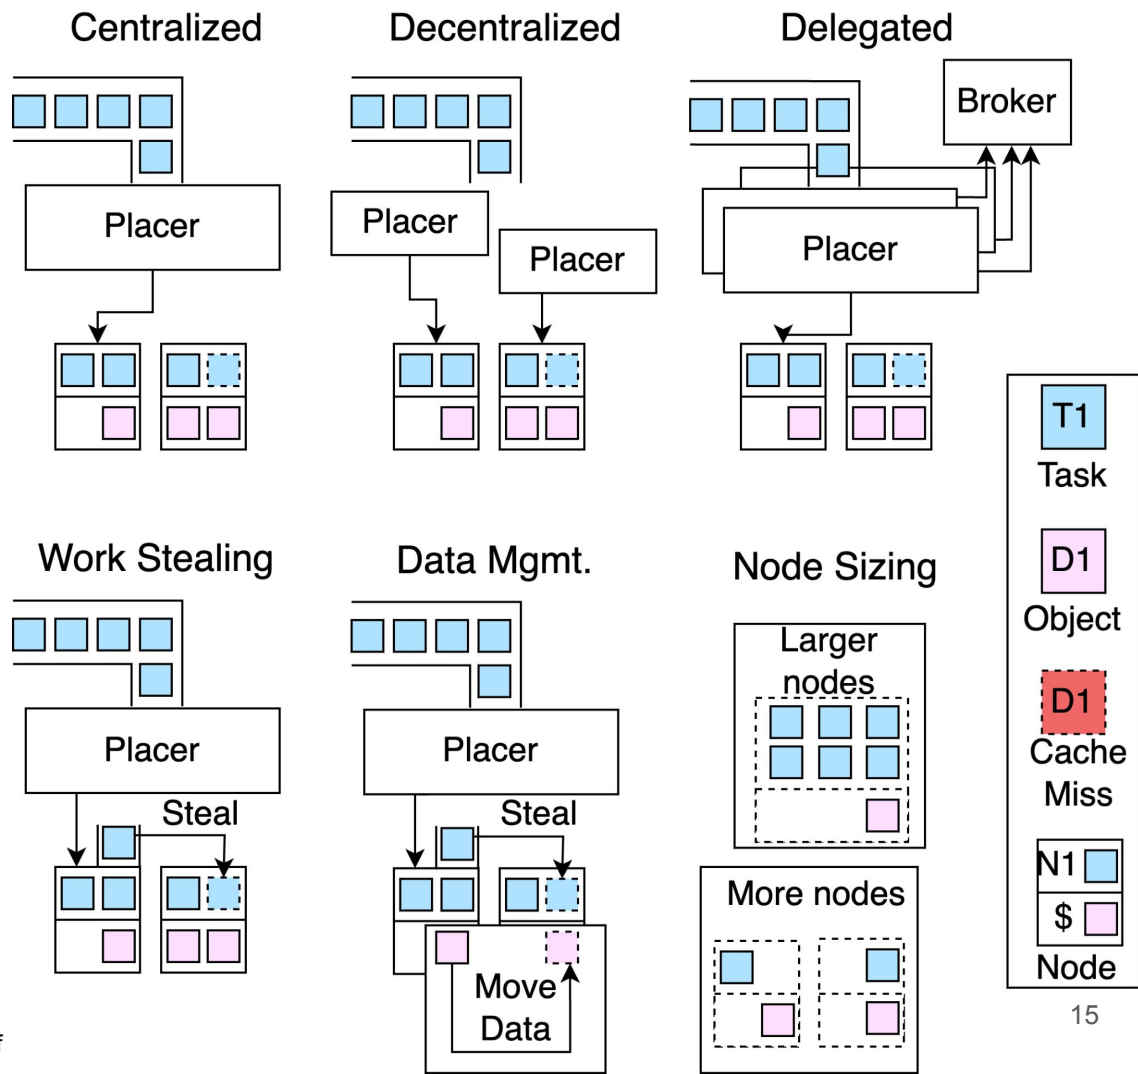 Centralized
Placer
Decentralized
Placer
Placer
Delegated
Broker
Placer
Work Stealing
Placer
Steal
Data Mgmt.
Placer
Steal
Move
Data
Node Sizing
Larger
nodes
More nodes
T1
Task
D1
Object
D1
Cache
Miss
N1
$
Node
15
f